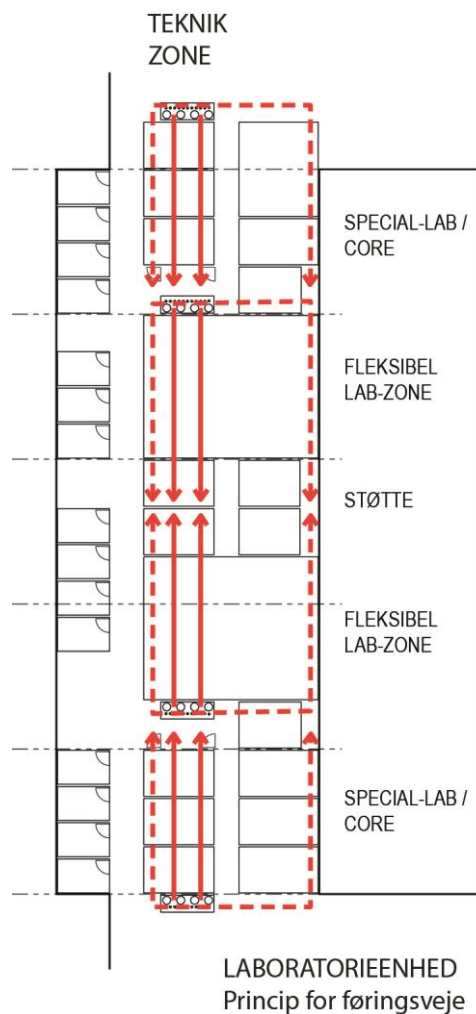 TEKNIK
ZONE
SPECIAL-LAB /
CORE
FLEKSIBEL
LAB-ZONE
STØTTE
FLEKSIBEL
LAB-ZONE
SPECIAL-LAB /
CORE
LABORATORIEENHED
Princip for føringsveje